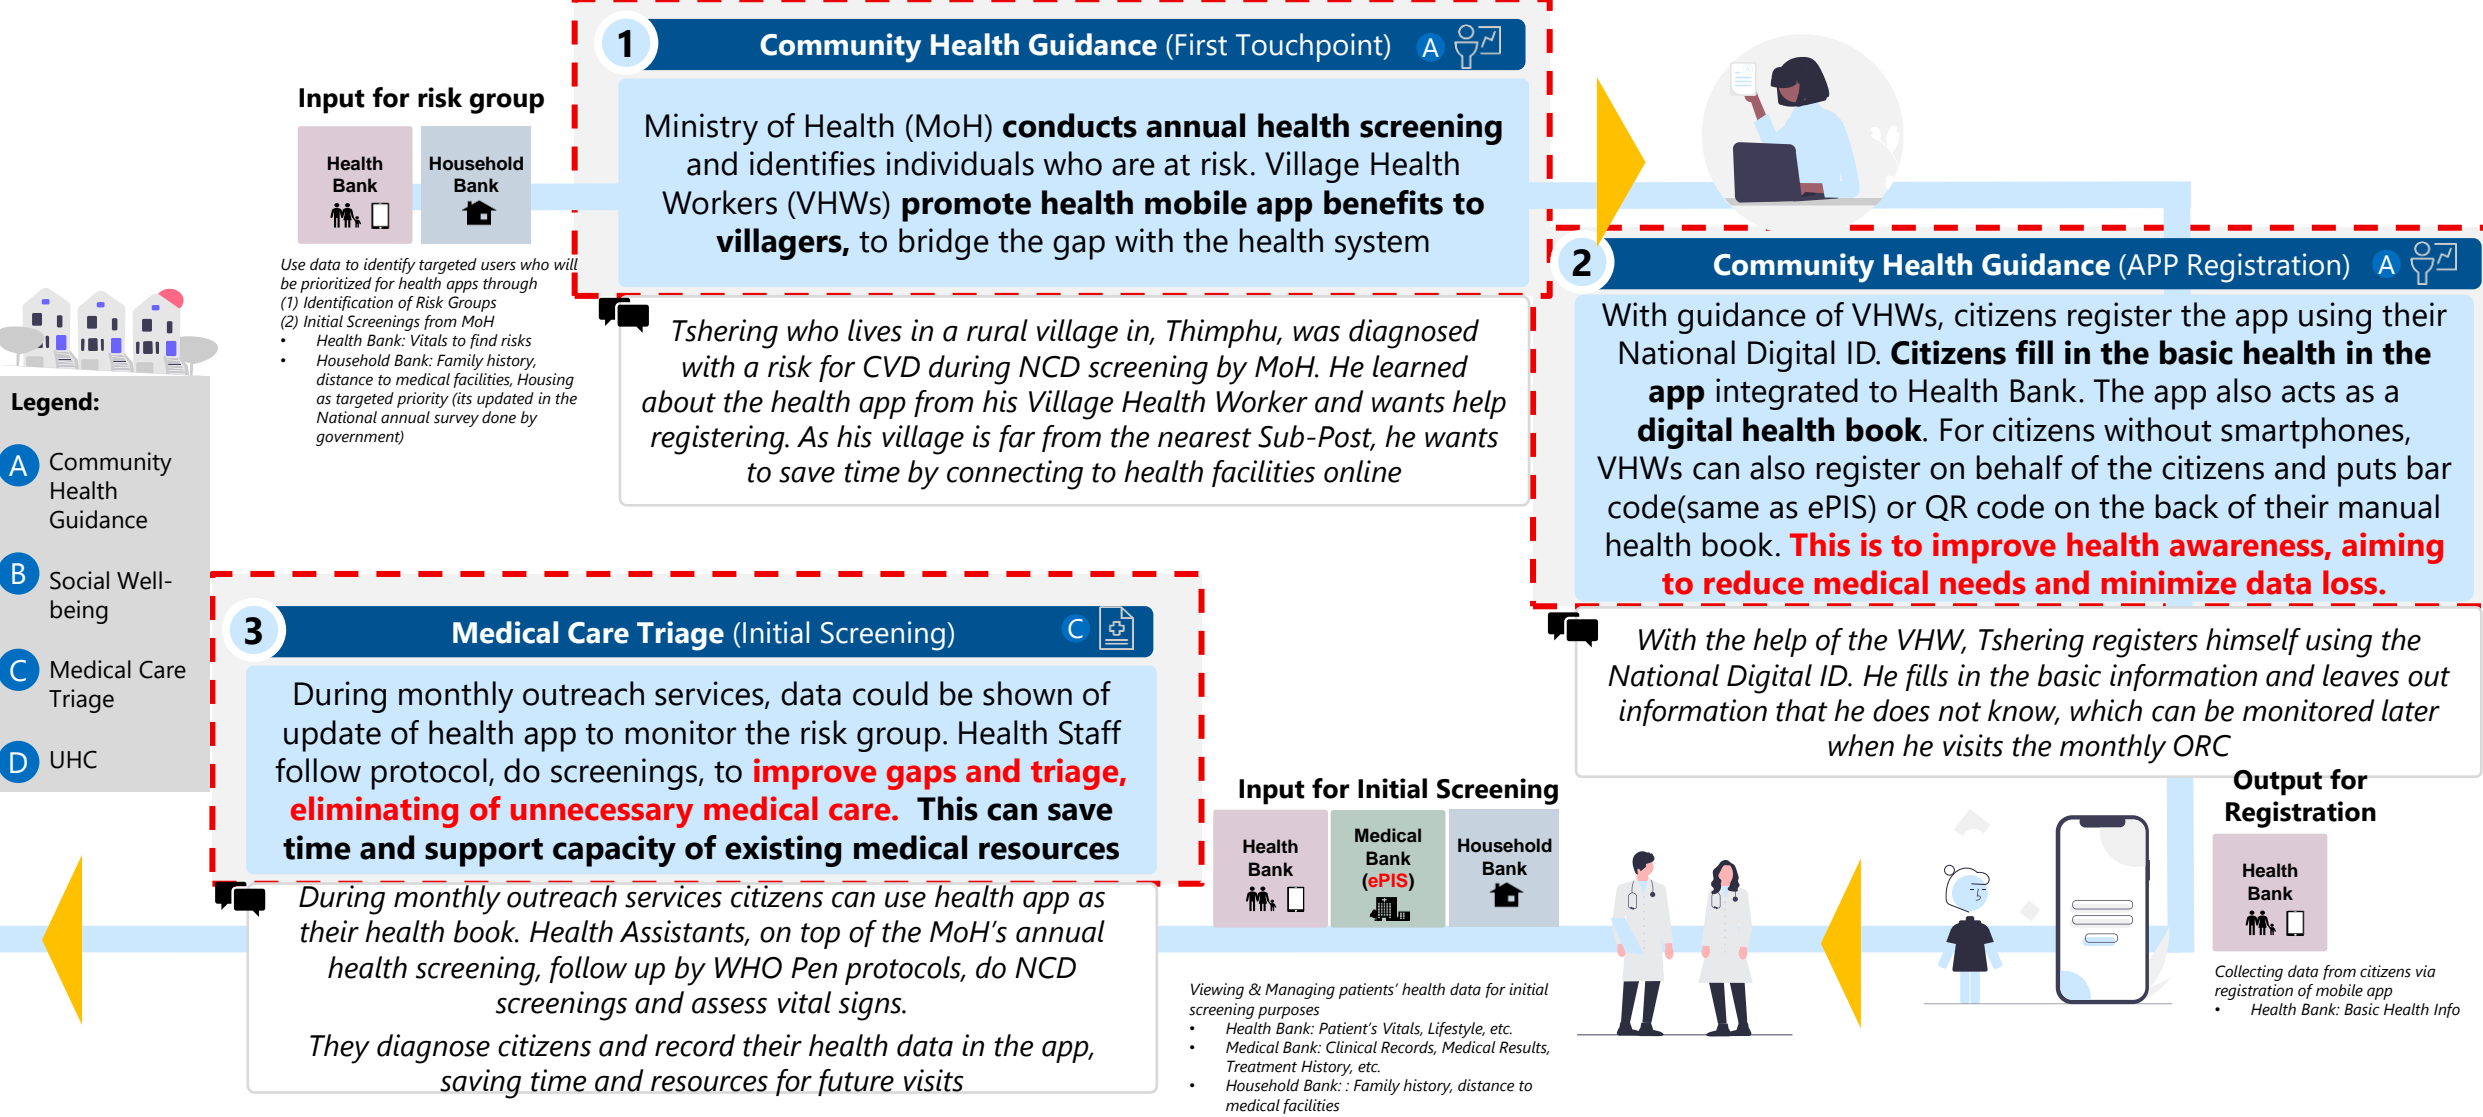 1
Community Health Guidance (First Touchpoint) A
Ministry of Health (MoH) conducts annual health screening
and identifies individuals who are at risk. Village Health
Workers (VHWs) promote health mobile app benefits to
villagers, to bridge the gap with the health system
Tshering who lives in a rural village in, Thimphu, was diagnosed
with a risk for CVD during NCD screening by MoH. He learned
about the health app from his Village Health Worker and wants help
registering. As his village is far from the nearest Sub-Post, he wants
to save time by connecting to health facilities online
Input for risk group
Health
Bank
Household
Bank
Use data to identify targeted users who will
be prioritized for health apps through
(1) Identification of Risk Groups
(2) Initial Screenings from MoH
• Health Bank: Vitals to find risks
• Household Bank: Family history,
distance to medical facilities, Housing
as targeted priority (its updated in the
National annual survey done by
government)
Legend:
A Community
Health
Guidance
B Social Well-
being
C Medical Care
Triage
D UHC
2
Community Health Guidance (APP Registration) A
With guidance of VHWs, citizens register the app using their
National Digital ID. Citizens fill in the basic health in the
app integrated to Health Bank. The app also acts as a
digital health book. For citizens without smartphones,
VHWs can also register on behalf of the citizens and puts bar
code(same as ePIS) or QR code on the back of their manual
health book. This is to improve health awareness, aiming
to reduce medical needs and minimize data loss.
With the help of the VHW, Tshering registers himself using the
National Digital ID. He fills in the basic information and leaves out
information that he does not know, which can be monitored later
when he visits the monthly ORC
Output for
Registration
Health
Bank
Collecting data from citizens via
registration of mobile app
• Health Bank: Basic Health Info
Input for Initial Screening
Health
Bank
Medical
Bank
(ePIS)
Household
Bank
Viewing & Managing patients' health data for initial
screening purposes
• Health Bank: Patient's Vitals, Lifestyle, etc.
• Medical Bank: Clinical Records, Medical Results,
Treatment History, etc.
• Household Bank: : Family history, distance to
medical facilities
3
Medical Care Triage (Initial Screening) C
During monthly outreach services, data could be shown of
update of health app to monitor the risk group. Health Staff
follow protocol, do screenings, to improve gaps and triage,
eliminating of unnecessary medical care. This can save
time and support capacity of existing medical resources
During monthly outreach services citizens can use health app as
their health book. Health Assistants, on top of the MoH's annual
health screening, follow up by WHO Pen protocols, do NCD
screenings and assess vital signs.
They diagnose citizens and record their health data in the app,
saving time and resources for future visits